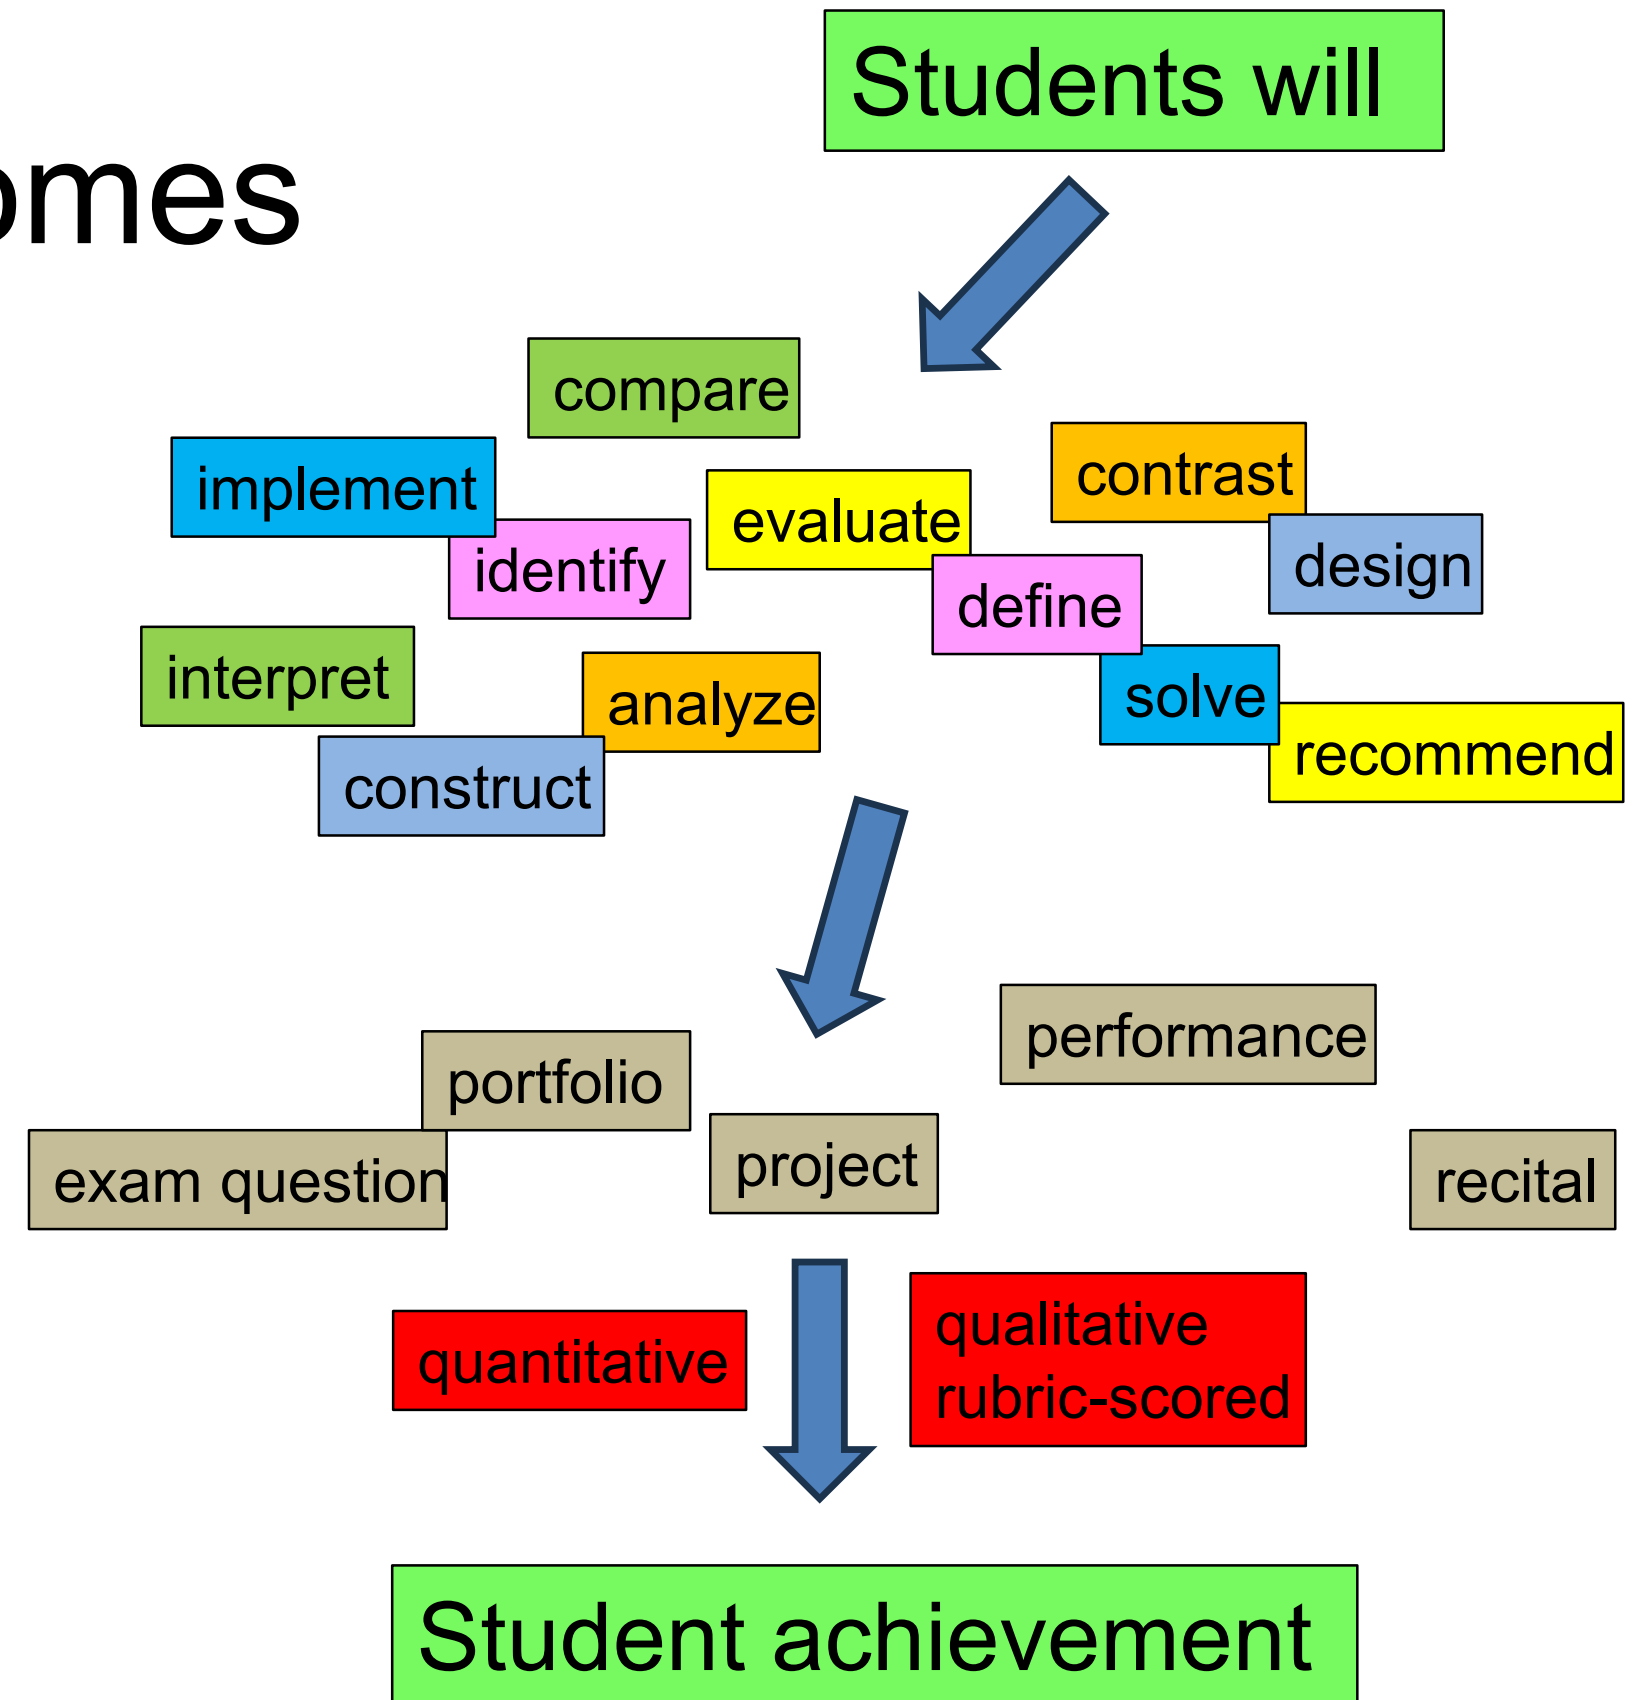 Students will
omes
compare
contrast
implement
evaluate
identify
design
define
interpret
analyze
solve
recommend
construct
performance
portfolio
project
exam question
recital
quantitative
qualitative
rubric-scored
Student achievement